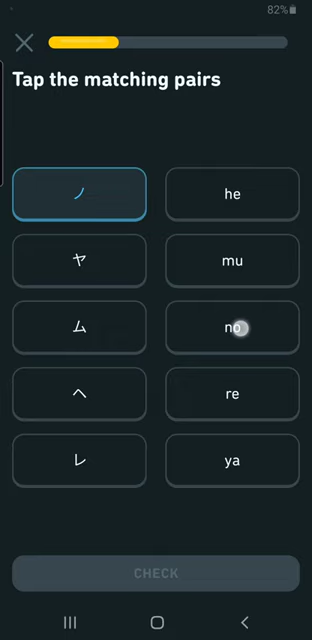 82%
Tap the matching pairs
ノ he
ヤ mu
ム no
ヘ re
レ ya
CHECK